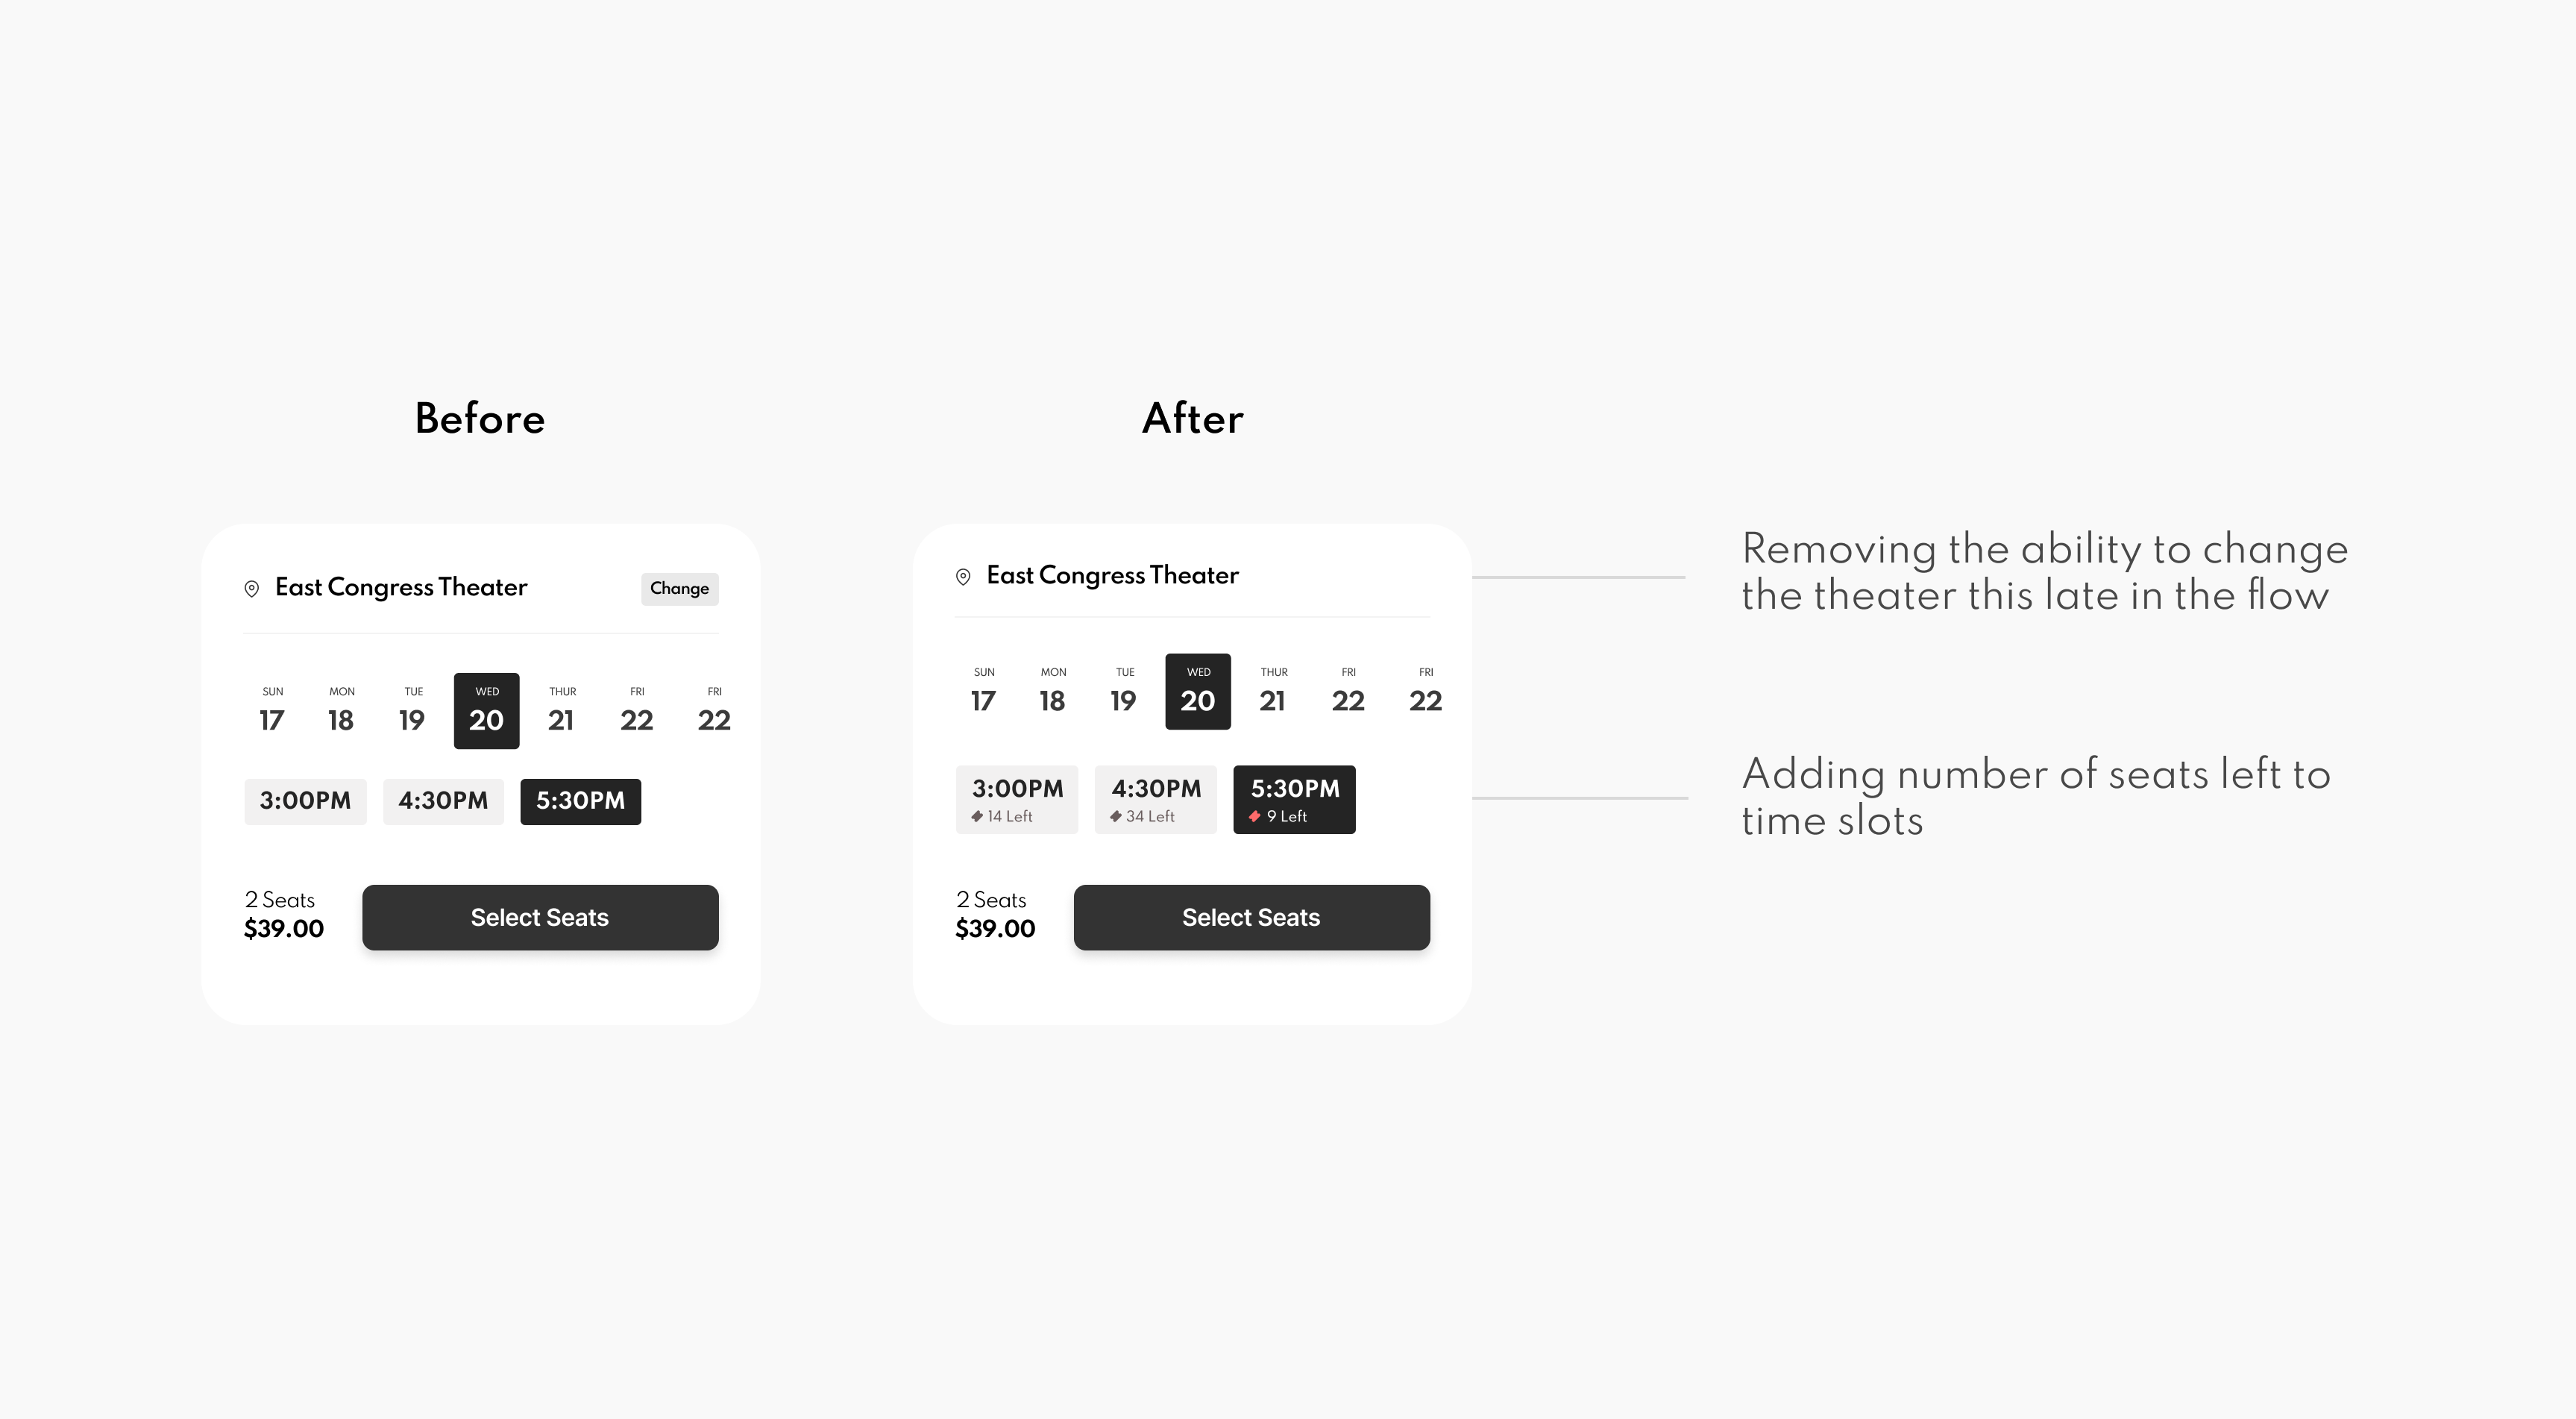 Before
East Congress Theater
Change
SUN MON TUE WED THUR FRI FRI
17 18 19 20 21 22 22
3:00PM 4:30PM 5:30PM
2 Seats
$39.00
Select Seats
After
East Congress Theater
SUN MON TUE WED THUR FRI FRI
17 18 19 20 21 22 22
3:00PM 4:30PM 5:30PM
14 Left 34 Left 9 Left
2 Seats
$39.00
Select Seats
Removing the ability to change
the theater this late in the flow
Adding number of seats left to
time slots